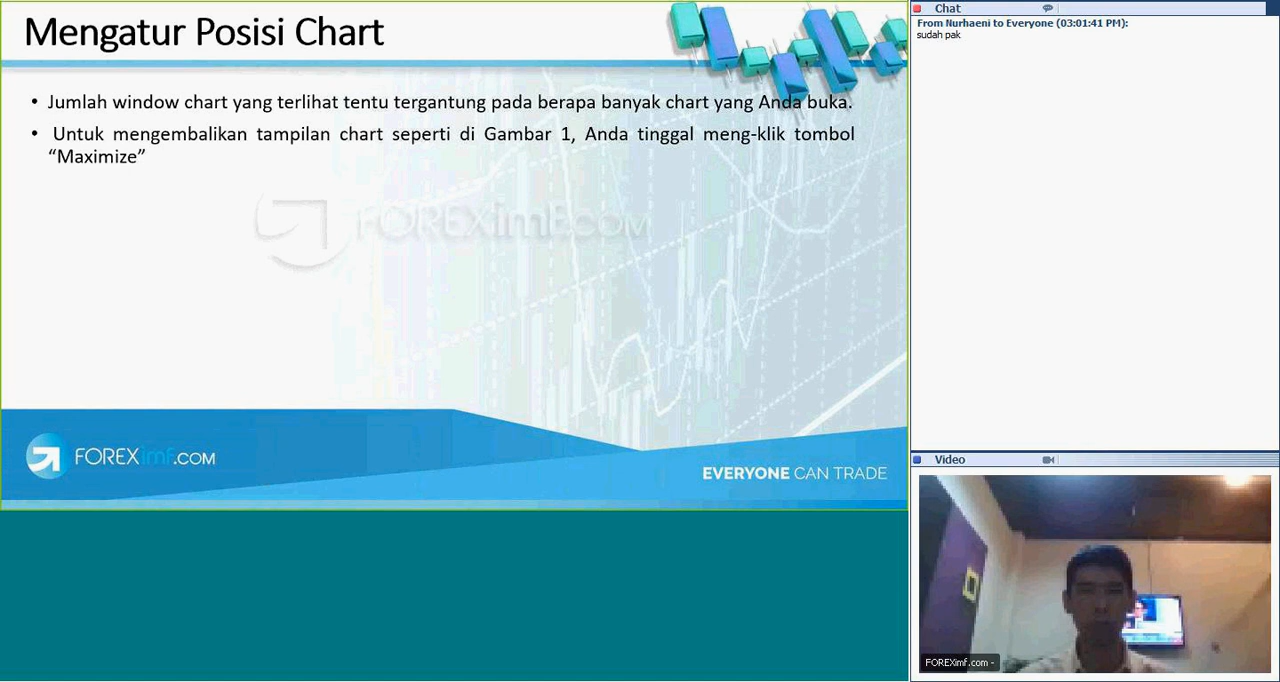 Mengatur Posisi Chart
• Jumlah window chart yang terlihat tentu tergantung pada berapa banyak chart yang Anda buka.
• Untuk mengembalikan tampilan chart seperti di Gambar 1, Anda tinggal meng-klik tombol
“Maximize”
FOREXimf.COM
FOREXimf.COM
EVERYONE CAN TRADE
Chat
From Nurhaeni to Everyone (03:01:41 PM):
sudah pak
Video
FOREXimf.com -